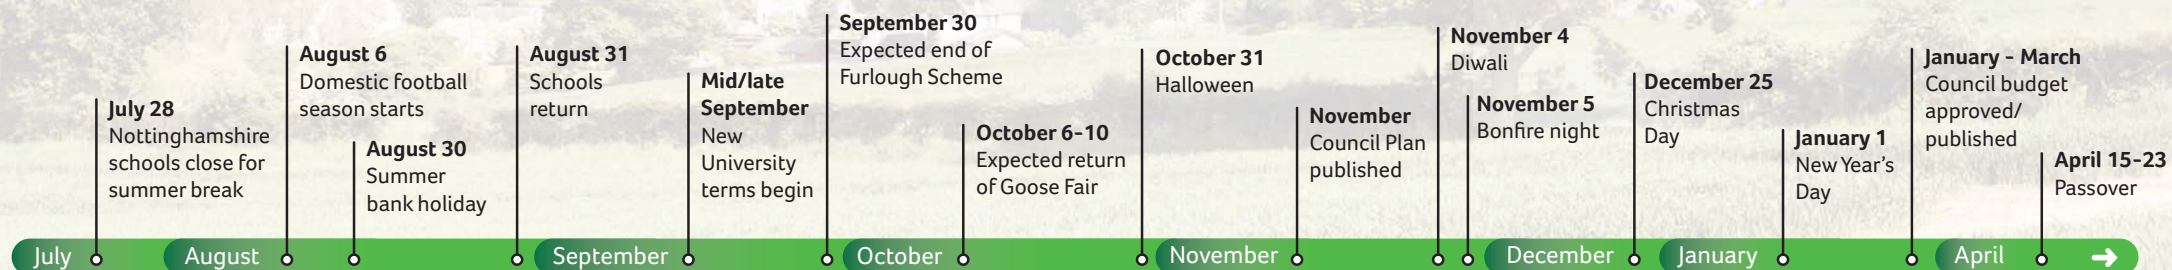 July 28
Nottinghamshire
schools close for
summer break
August 6
Domestic football
season starts
August 30
Summer
bank holiday
August 31
Schools
return
Mid/late
September
New
University
terms begin
September 30
Expected end of
Furlough Scheme
October 6-10
Expected return
of Goose Fair
October 31
Halloween
November
Council Plan
published
November 4
Diwali
November 5
Bonfire night
December 25
Christmas
Day
January 1
New Year's
Day
January - March
Council budget
approved/
published
April 15-23
Passover
July August September October November December January April